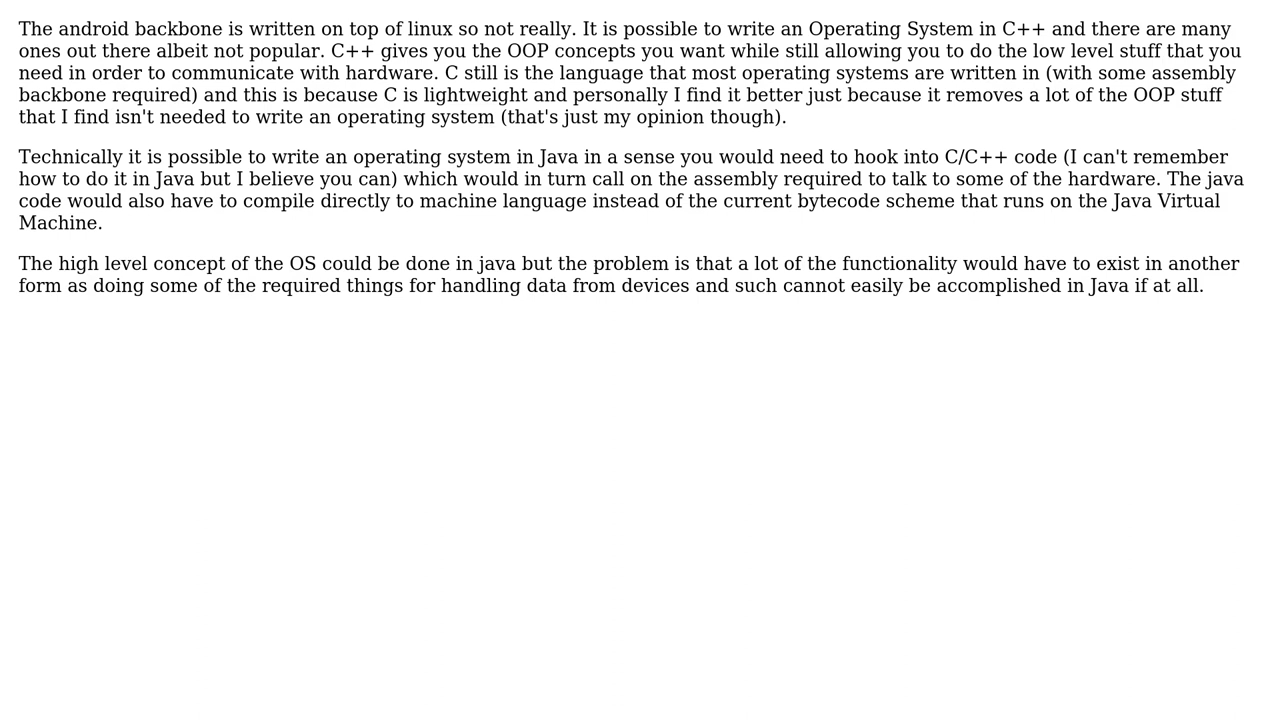 The android backbone is written on top of linux so not really. It is possible to write an Operating System in C++ and there are many
ones out there albeit not popular. C++ gives you the OOP concepts you want while still allowing you to do the low level stuff that you
need in order to communicate with hardware. C still is the language that most operating systems are written in (with some assembly
backbone required) and this is because C is lightweight and personally I find it better just because it removes a lot of the OOP stuff
that I find isn't needed to write an operating system (that's just my opinion though).
Technically it is possible to write an operating system in Java in a sense you would need to hook into C/C++ code (I can't remember
how to do it in Java but I believe you can) which would in turn call on the assembly required to talk to some of the hardware. The java
code would also have to compile directly to machine language instead of the current bytecode scheme that runs on the Java Virtual
Machine.
The high level concept of the OS could be done in java but the problem is that a lot of the functionality would have to exist in another
form as doing some of the required things for handling data from devices and such cannot easily be accomplished in Java if at all.